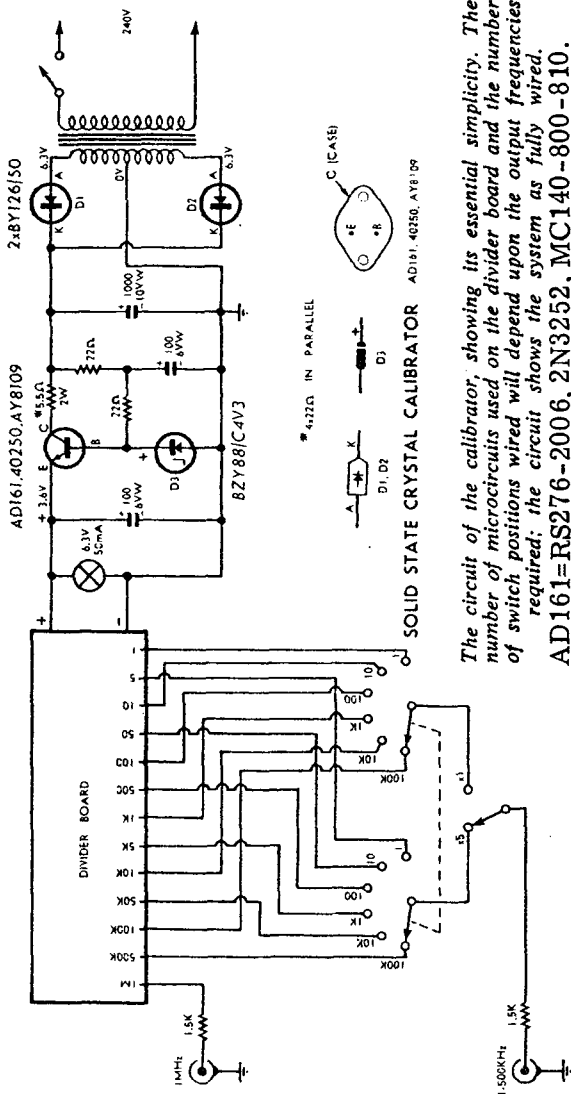 240V
2xBY126/50
6.3V
A
K
D1
0V
6.3V
A
K
D2
1000
10VW
+
22Ω
100
6VW
+
22Ω
AD161,40250,AY8109
*5.5Ω
2W
C
B
E
+
D3
BZY88/C4V3
+ 3.6V
100
6VW
+
6.3V
50mA
+
-
DIVIDER BOARD
1
5
10
50
100
500
1K
5K
10K
50K
100K
500K
1M
1.5K
1MHz
1
10
100
1K
10K
100K
1
10
100
1K
10K
100K
x1
x5
1.5K
1-500KHz
* 4x22Ω IN PARALLEL
A
K
D1, D2
+
D3
C (CASE)
E
B
AD161, 40250, AY8109
SOLID STATE CRYSTAL CALIBRATOR
The circuit of the calibrator, showing its essential simplicity. The
number of microcircuits used on the divider board and the number
of switch positions wired will depend upon the output frequencies
required; the circuit shows the system as fully wired.
AD161=RS276-2006, 2N3252, MC140-800-810.